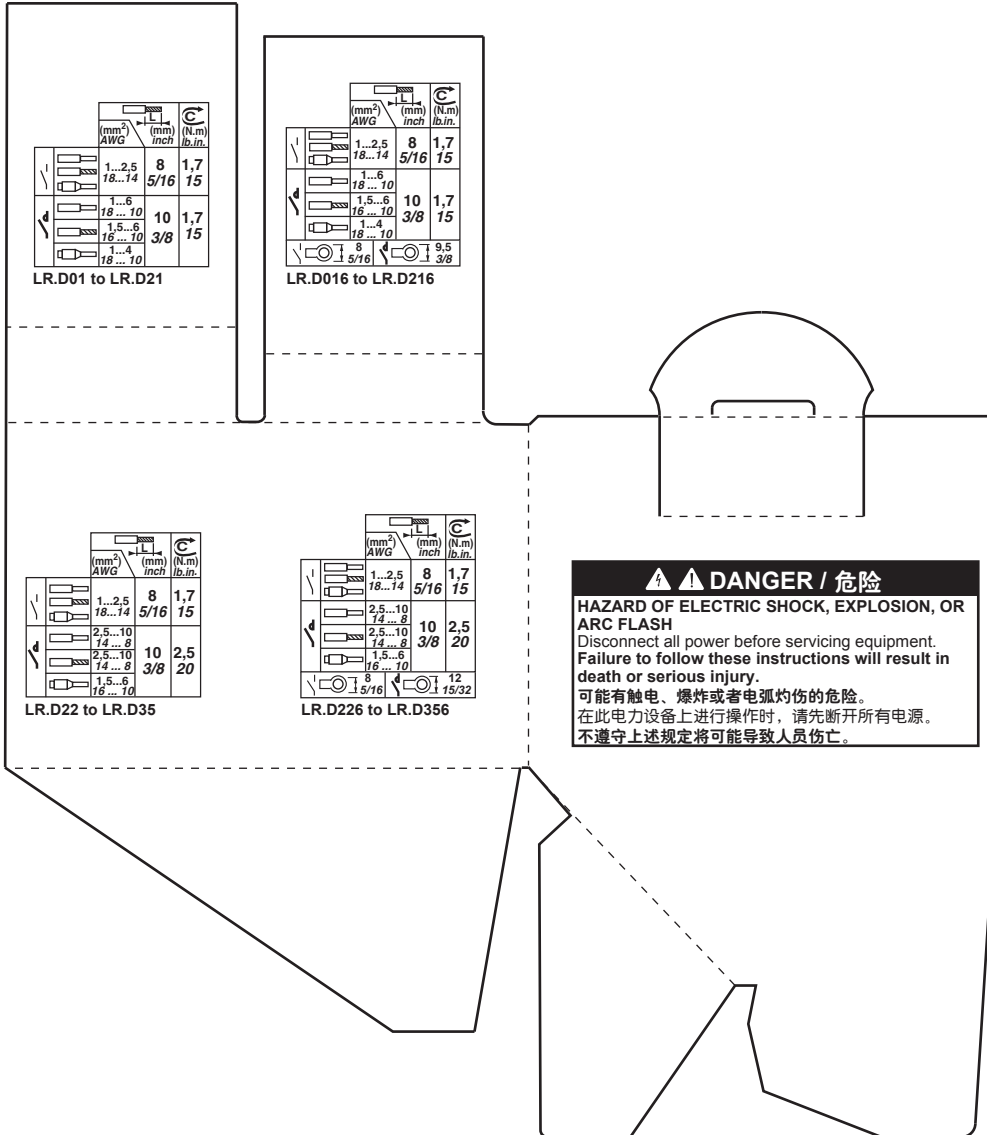 L
(mm²)
AWG
(mm)
inch
C
(N.m)
lb.in.
1...2,5
18...14
8
5/16
1,7
15
1...6
18 ... 10
1,5...6
16 ... 10
1...4
18 ... 10
10
3/8
1,7
15
LR.D01 to LR.D21
L
(mm²)
AWG
(mm)
inch
C
(N.m)
lb.in.
1...2,5
18...14
8
5/16
1,7
15
1...6
18 ... 10
1,5...6
16 ... 10
1...4
18 ... 10
10
3/8
1,7
15
8
5/16
9,5
3/8
LR.D016 to LR.D216
L
(mm²)
AWG
(mm)
inch
C
(N.m)
lb.in.
1...2,5
18...14
8
5/16
1,7
15
2,5...10
14 ... 8
2,5...10
14 ... 8
1,5...6
16 ... 10
10
3/8
2,5
20
LR.D22 to LR.D35
L
(mm²)
AWG
(mm)
inch
C
(N.m)
lb.in.
1...2,5
18...14
8
5/16
1,7
15
2,5...10
14 ... 8
2,5...10
14 ... 8
1,5...6
16 ... 10
10
3/8
2,5
20
8
5/16
12
15/32
LR.D226 to LR.D356
DANGER / 危险
HAZARD OF ELECTRIC SHOCK, EXPLOSION, OR
ARC FLASH
Disconnect all power before servicing equipment.
Failure to follow these instructions will result in
death or serious injury.
可能有触电、爆炸或者电弧灼伤的危险。
在此电力设备上进行操作时，请先断开所有电源。
不遵守上述规定将可能导致人员伤亡。